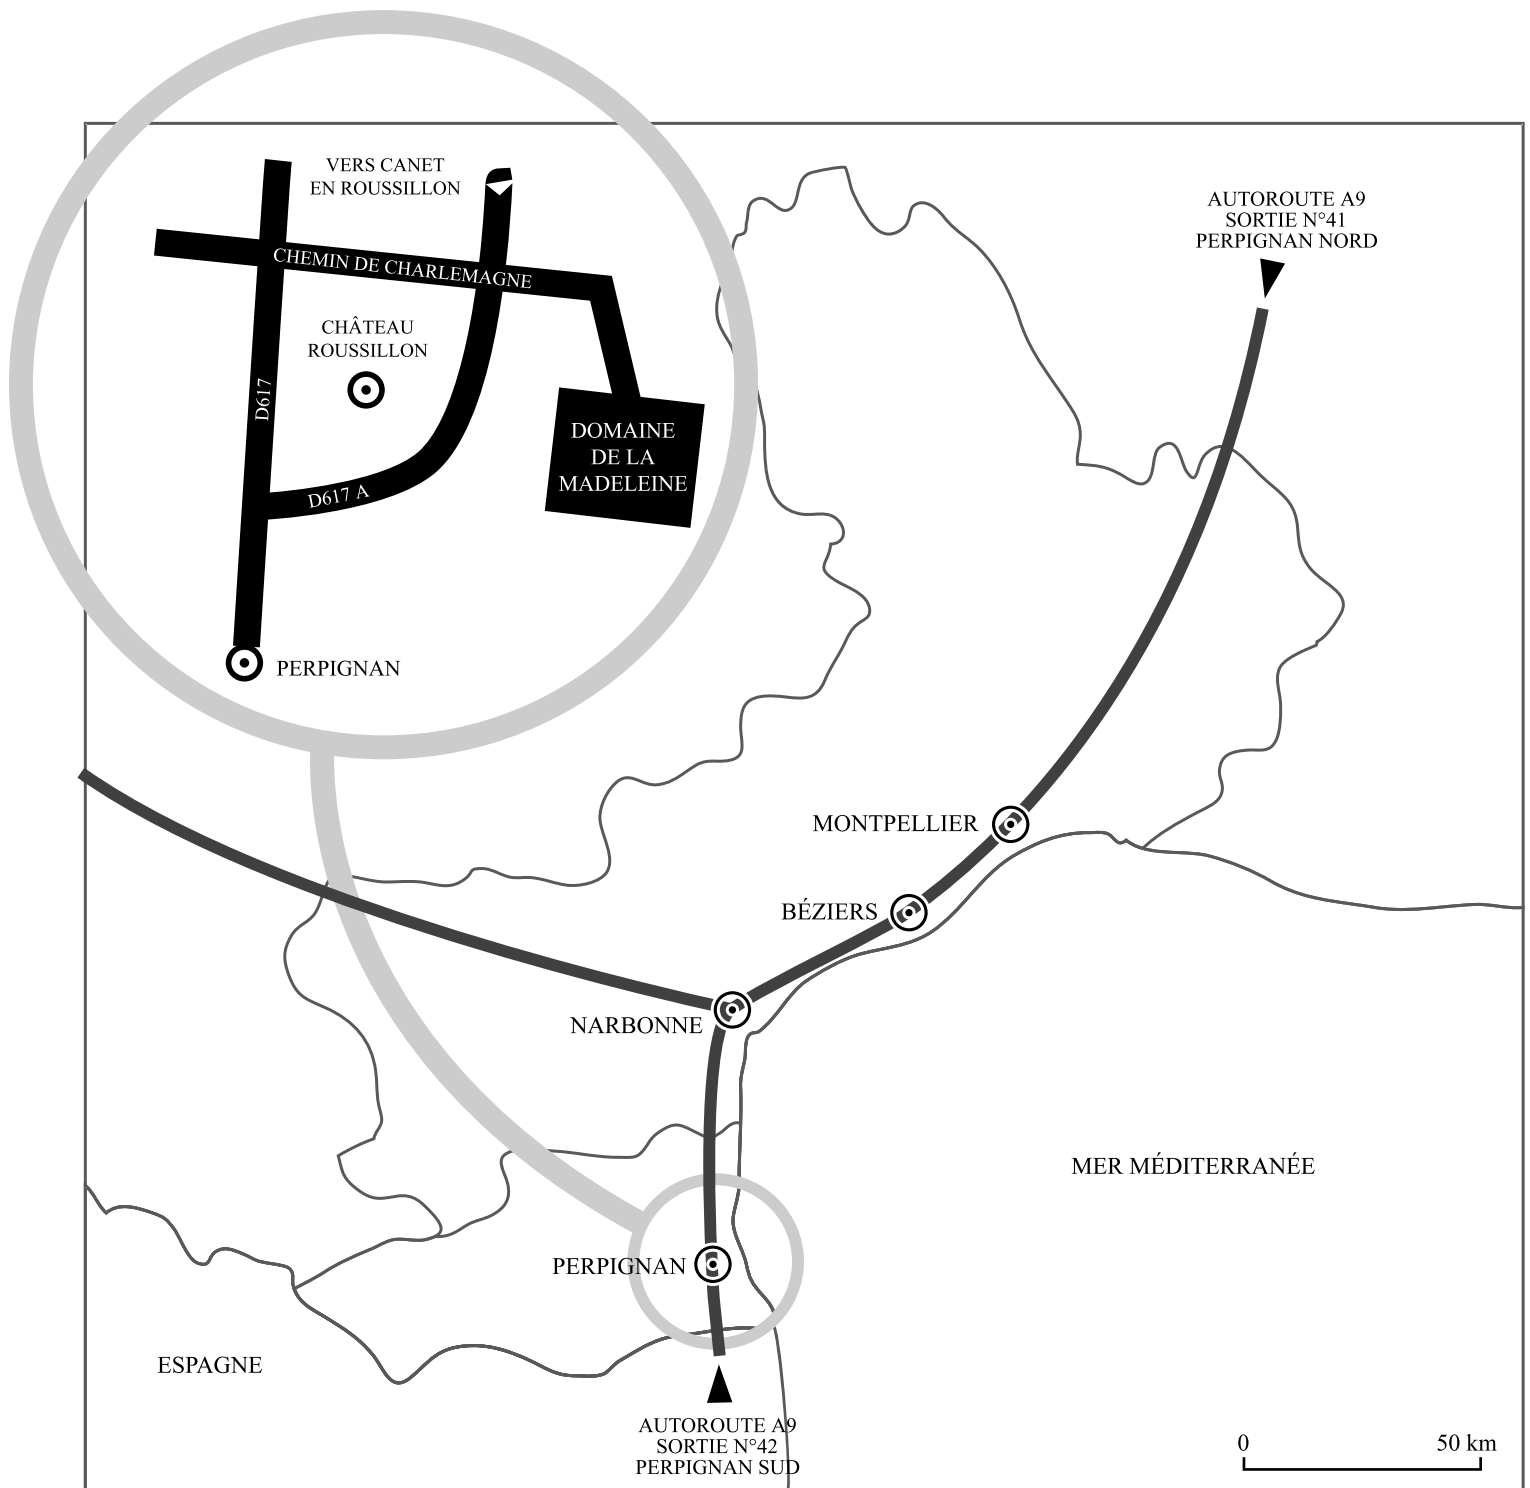 VERS CANET
EN ROUSSILLON
CHEMIN DE CHARLEMAGNE
CHÂTEAU
ROUSSILLON
D617
D617 A
DOMAINE
DE LA
MADELEINE
PERPIGNAN
AUTOROUTE A9
SORTIE N°41
PERPIGNAN NORD
MONTPELLIER
BÉZIERS
NARBONNE
MER MÉDITERRANÉE
PERPIGNAN
ESPAGNE
AUTOROUTE A9
SORTIE N°42
PERPIGNAN SUD
0 50 km